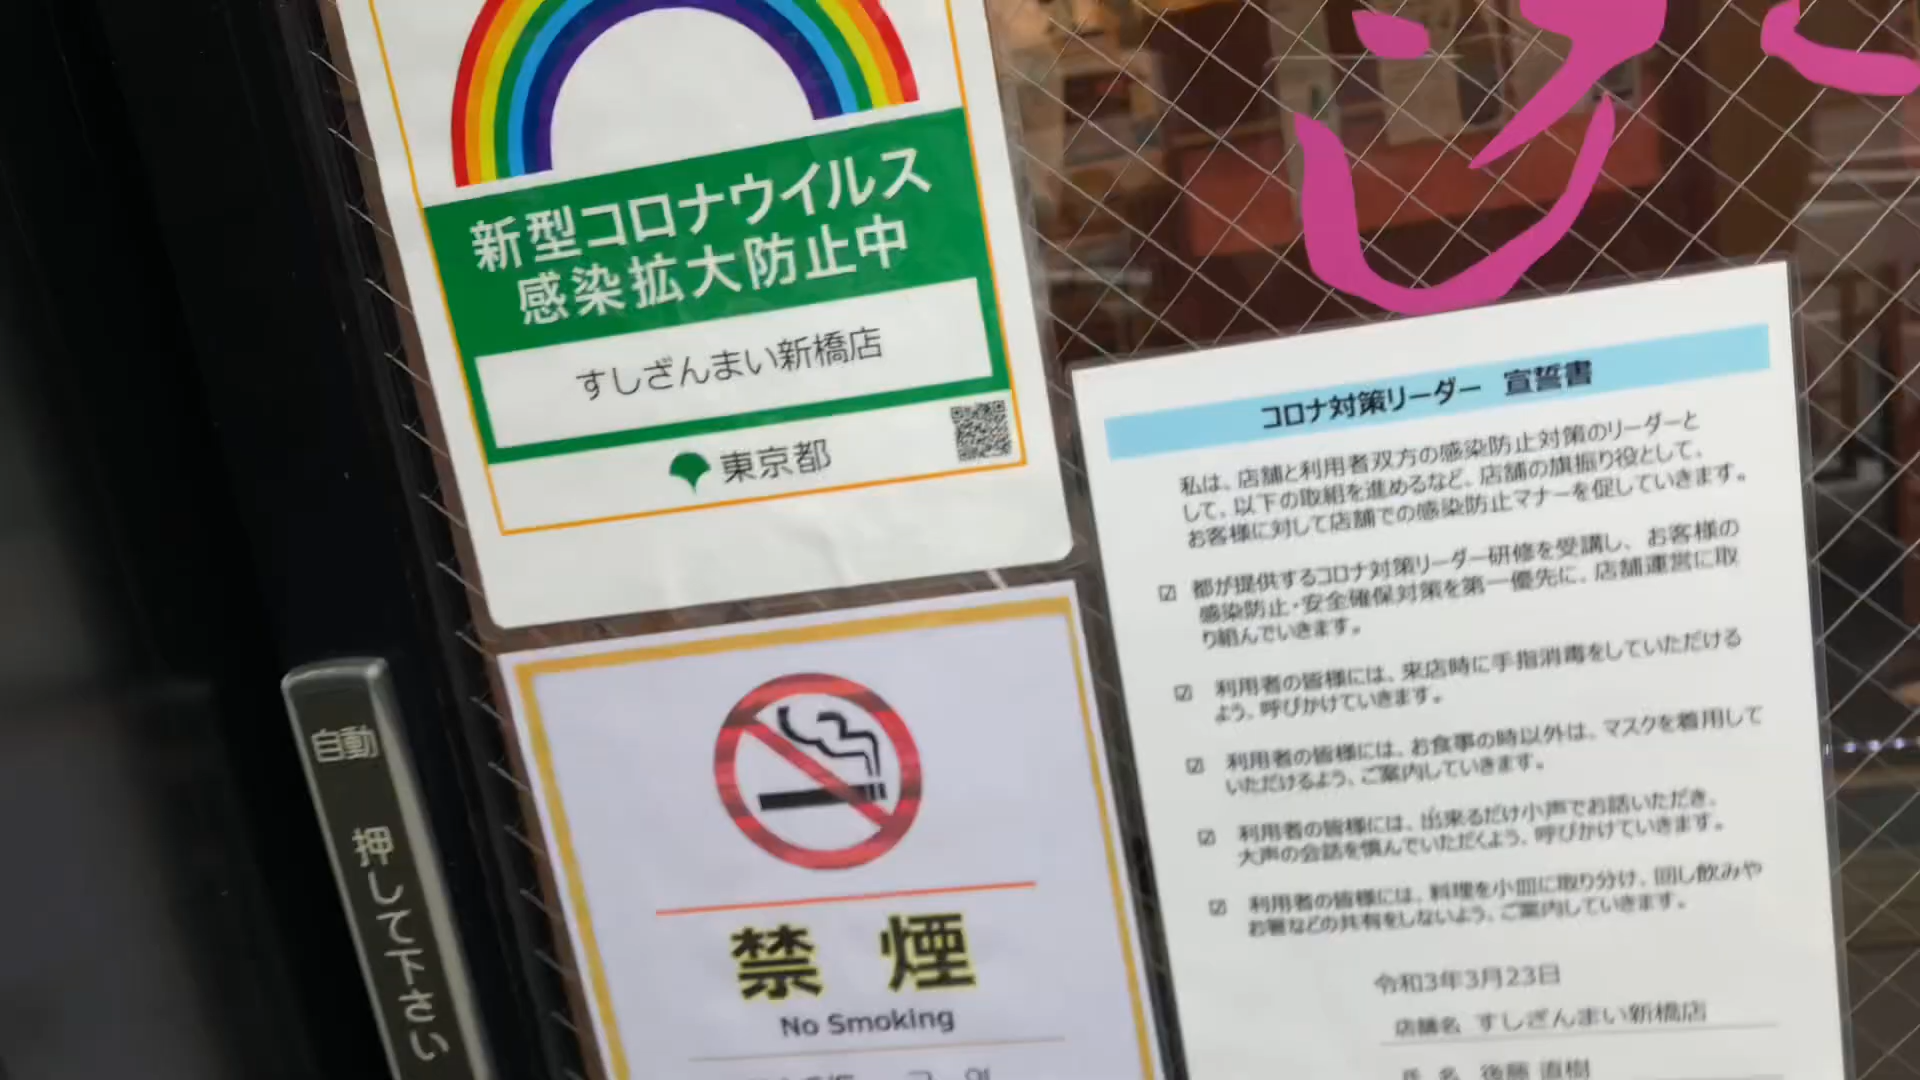 新型コロナウイルス
感染拡大防止中
すしざんまい新橋店
東京都
コロナ対策リーダー 宣誓書
私は、店舗と利用者双方の感染防止対策のリーダーと
して、以下の取組を進めるなど、店舗の旗振り役として、
お客様に対して店舗での感染防止マナーを促していきます。
☑ 都が提供するコロナ対策リーダー研修を受講し、お客様の
感染防止・安全確保対策を第一優先に、店舗運営に取
り組んでいきます。
☑ 利用者の皆様には、来店時に手指消毒をしていただける
よう、呼びかけていきます。
☑ 利用者の皆様には、お食事の時以外は、マスクを着用して
いただけるよう、ご案内していきます。
☑ 利用者の皆様には、出来るだけ小声でお話いただき、
大声の会話を慎んでいただくよう、呼びかけていきます。
☑ 利用者の皆様には、料理を小皿に取り分け、回し飲みや
お箸などの共有をしないよう、ご案内していきます。
令和3年3月23日
店舗名 すしざんまい新橋店
氏 名 後藤 直樹
禁 煙
No Smoking
自動
押して下さい